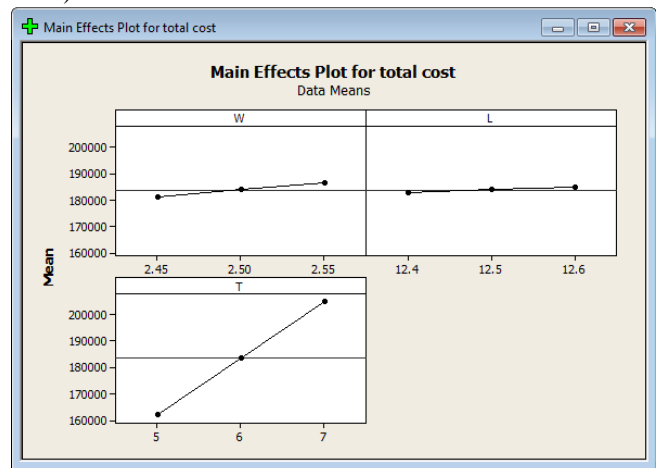 )
Main Effects Plot for total cost
Main Effects Plot for total cost
Data Means
W L
200000
190000
180000
170000
160000
2.45 2.50 2.55 12.4 12.5 12.6
T
200000
190000
180000
170000
160000
5 6 7
Mean